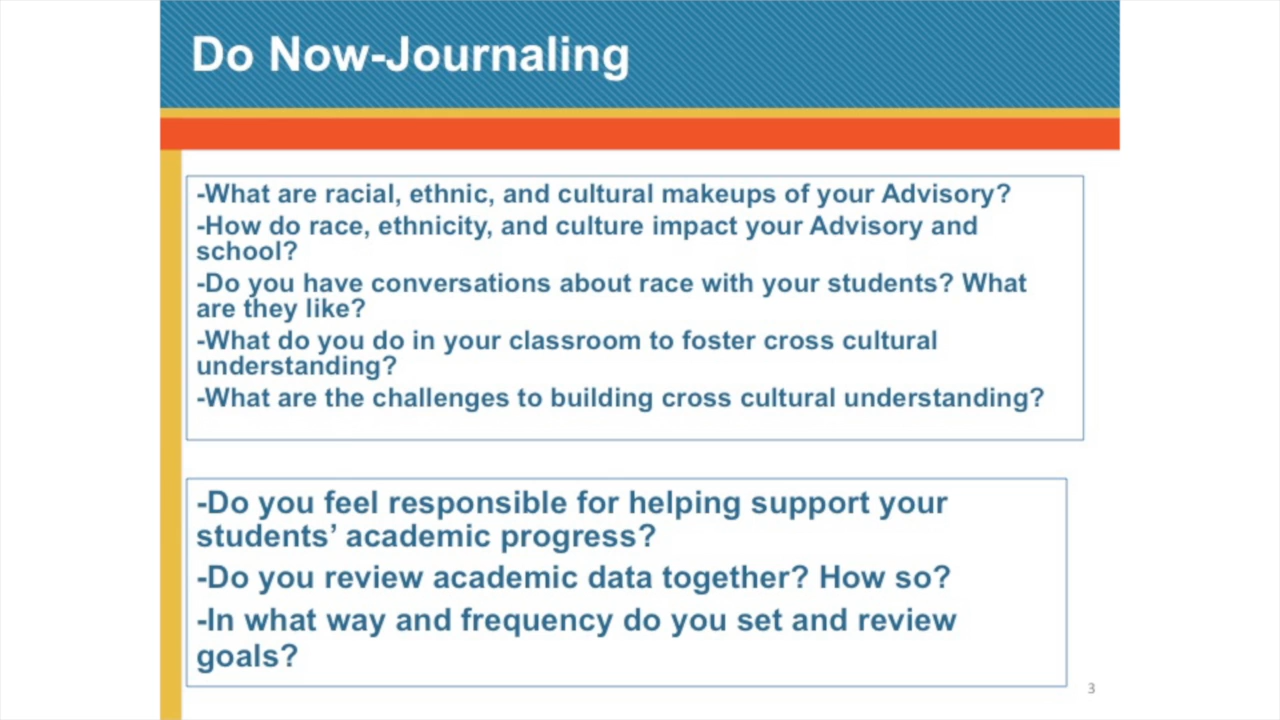 Do Now-Journaling
-What are racial, ethnic, and cultural makeups of your Advisory?
-How do race, ethnicity, and culture impact your Advisory and
school?
-Do you have conversations about race with your students? What
are they like?
-What do you do in your classroom to foster cross cultural
understanding?
-What are the challenges to building cross cultural understanding?
-Do you feel responsible for helping support your
students’ academic progress?
-Do you review academic data together? How so?
-In what way and frequency do you set and review
goals?
3